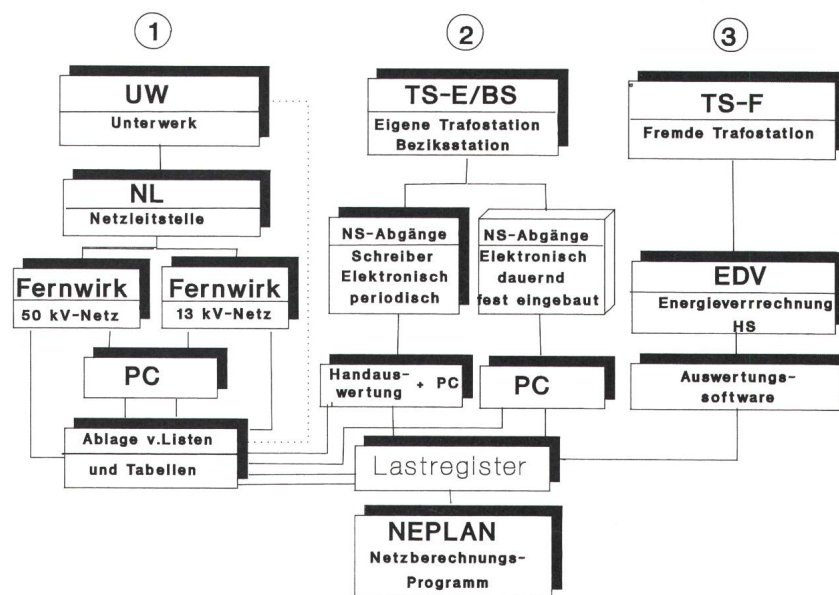 1
2
3
UW
Unterwerk
NL
Netzleitstelle
Fernwirk
50 kV-Netz
Fernwirk
13 kV-Netz
PC
Ablage v.Listen
und Tabellen
TS-E/BS
Eigene Trafostation
Beziksstation
NS-Abgänge
Schreiber
Elektronisch
periodisch
NS-Abgänge
Elektronisch
dauernd
fest eingebaut
Handaus-
wertung + PC
PC
TS-F
Fremde Trafostation
EDV
Energieverrrechnung
HS
Auswertungs-
software
Lastregister
NEPLAN
Netzberechnungs-
Programm